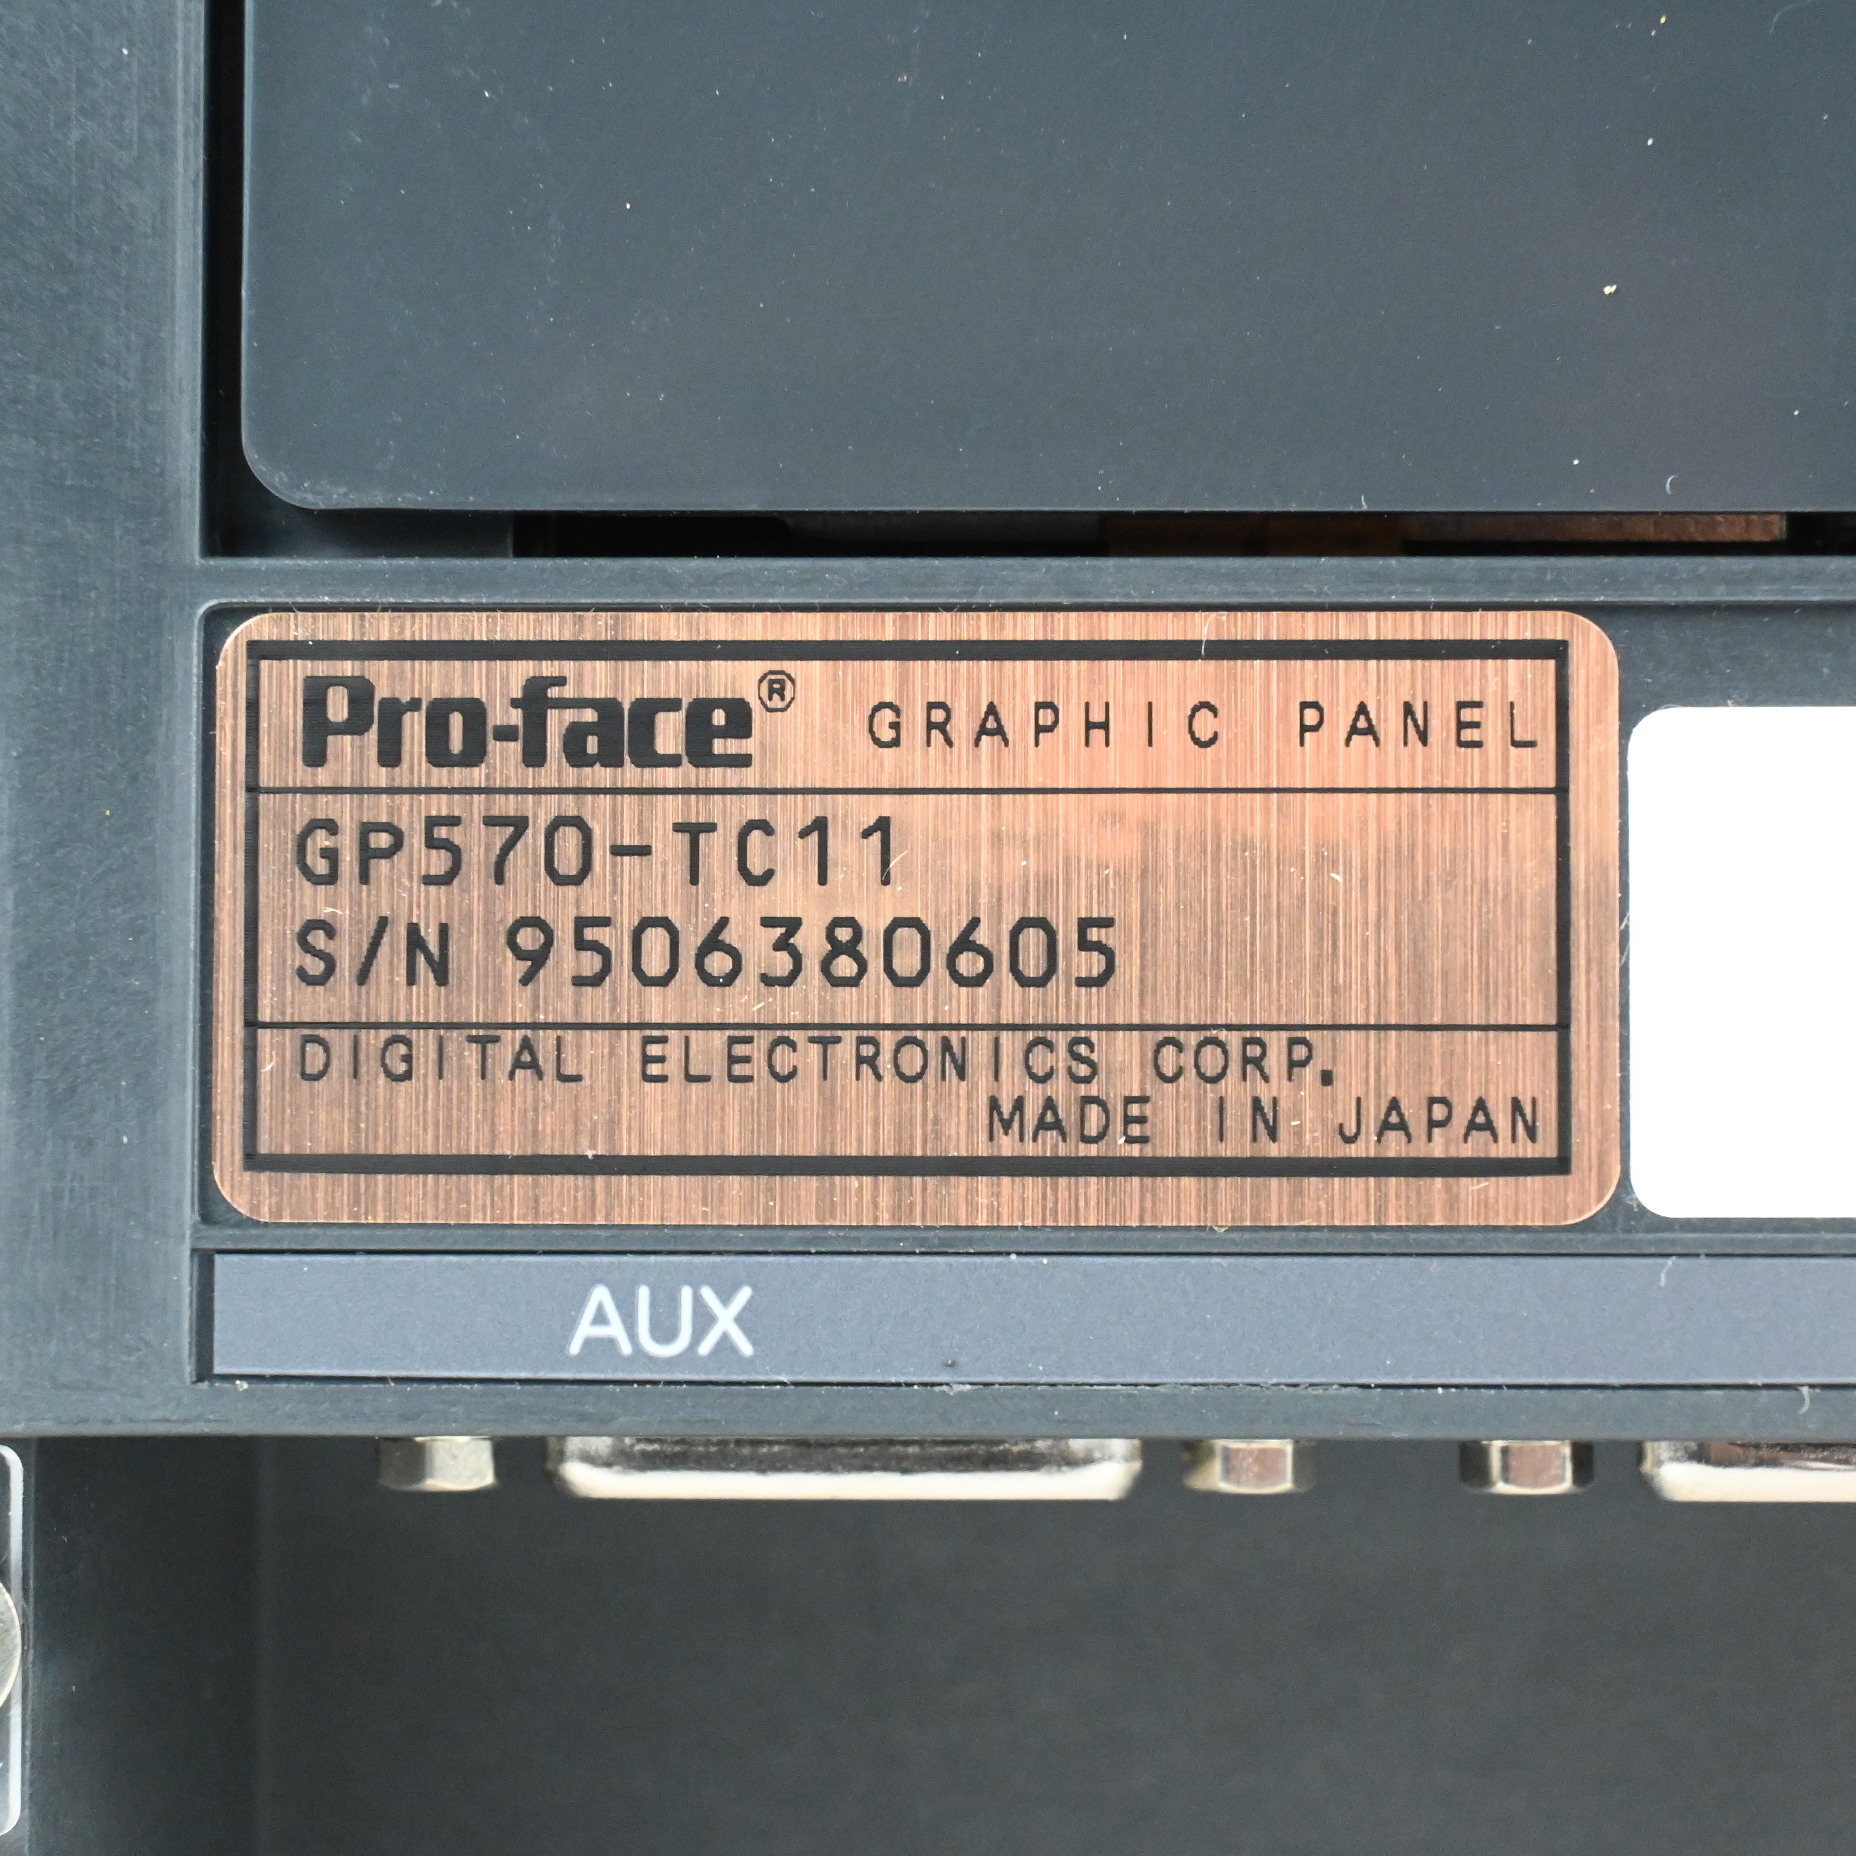 Pro-face® GRAPHIC PANEL
GP570-TC11
S/N 9506380605
DIGITAL ELECTRONICS CORP.
MADE IN JAPAN
AUX